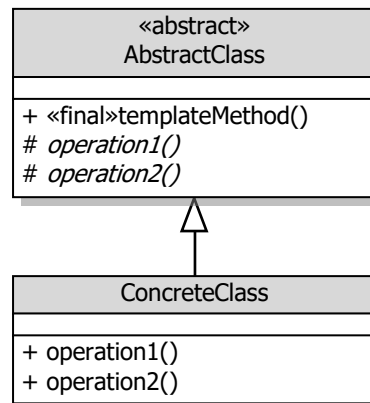 «abstract»
AbstractClass
+ «final»templateMethod()
# operation1()
# operation2()
ConcreteClass
+ operation1()
+ operation2()